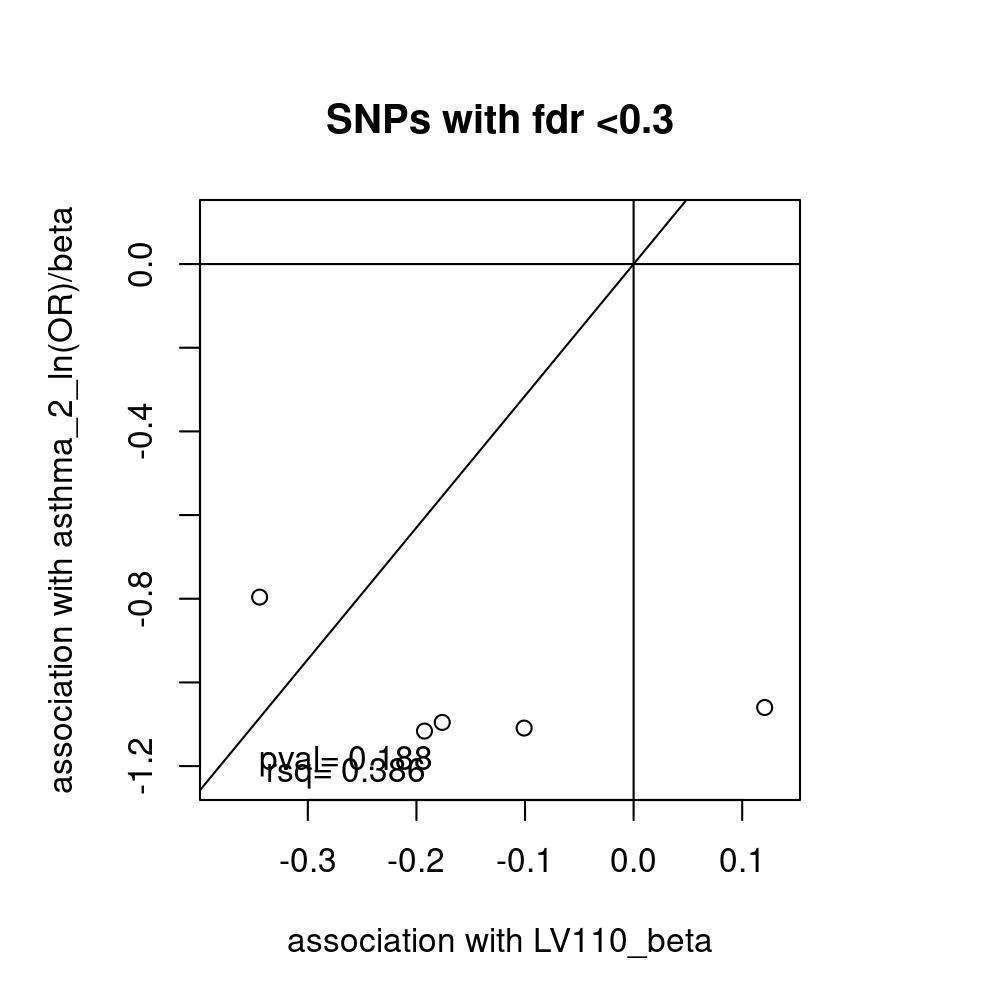 SNPs with fdr <0.3
association with asthma_2_ln(OR)/beta
0.0
-0.4
-0.8
-1.2
pval= 0.188
rsq= 0.386
-0.3 -0.2 -0.1 0.0 0.1
association with LV110_beta